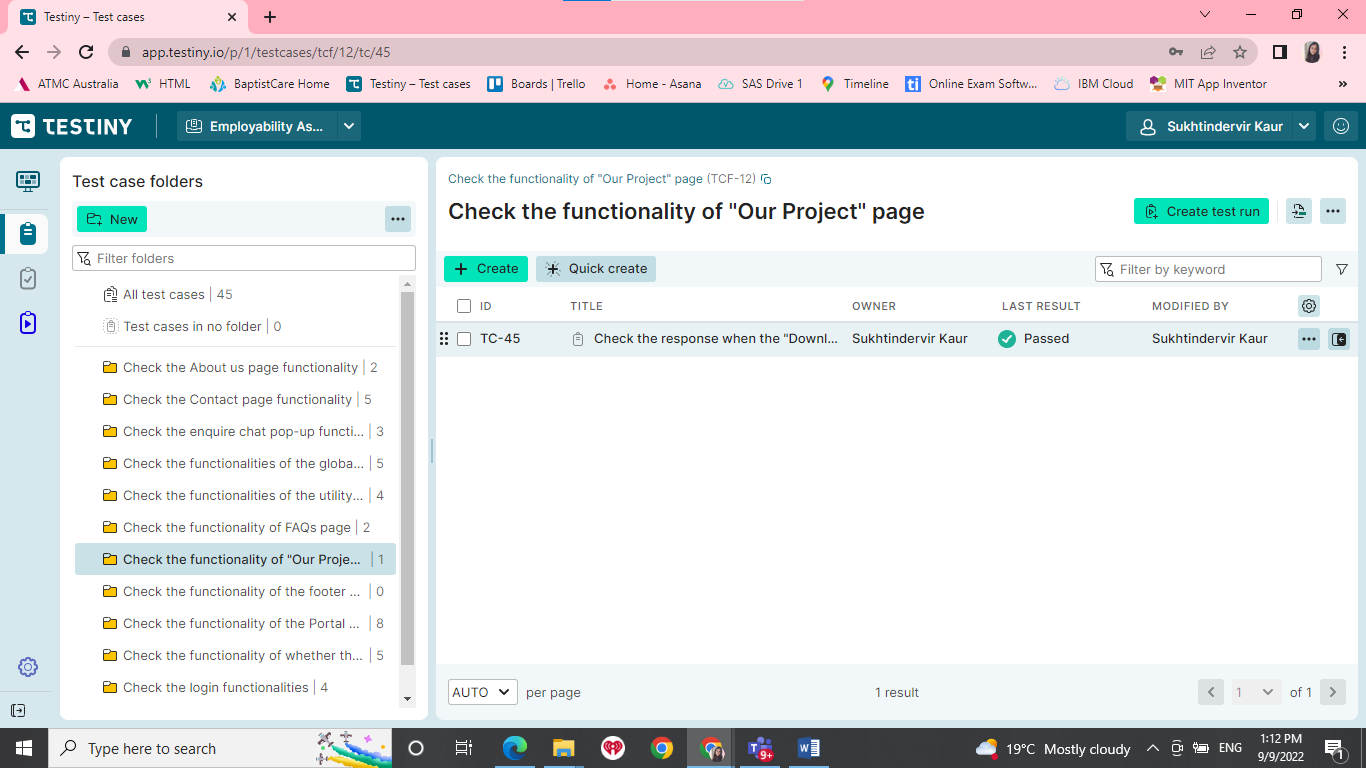 Testiny – Test cases
app.testiny.io/p/1/testcases/tcf/12/tc/45
ATMC Australia
HTML
BaptistCare Home
Testiny – Test cases
Boards | Trello
Home - Asana
SAS Drive 1
Timeline
Online Exam Softw...
IBM Cloud
MIT App Inventor
»
TESTINY
Employability As...
Sukhtindervir Kaur
Test case folders
New
Filter folders
All test cases | 45
Test cases in no folder | 0
Check the About us page functionality | 2
Check the Contact page functionality | 5
Check the enquire chat pop-up functi... | 3
Check the functionalities of the globa... | 5
Check the functionalities of the utility... | 4
Check the functionality of FAQs page | 2
Check the functionality of "Our Proje... | 1
Check the functionality of the footer ... | 0
Check the functionality of the Portal ... | 8
Check the functionality of whether th... | 5
Check the login functionalities | 4
Check the functionality of "Our Project" page (TCF-12)
Check the functionality of "Our Project" page
Create test run
Create
Quick create
Filter by keyword
ID TITLE OWNER LAST RESULT MODIFIED BY
TC-45 Check the response when the "Downl... Sukhtindervir Kaur Passed Sukhtindervir Kaur
AUTO per page 1 result 1 of 1
Type here to search
9+
19°C Mostly cloudy
ENG
1:12 PM
9/9/2022
1